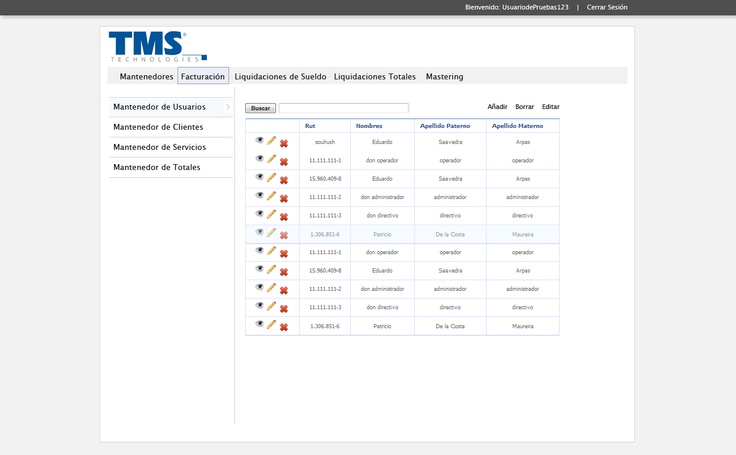 Bienvenido: UsuariodePruebas123 | Cerrar Sesión
TMS
TECHNOLOGIES
Mantenedores Facturación Liquidaciones de Sueldo Liquidaciones Totales Mastering
Mantenedor de Usuarios
Mantenedor de Clientes
Mantenedor de Servicios
Mantenedor de Totales
Buscar Añadir Borrar Editar
Rut Nombres Apellido Paterno Apellido Materno
soulrush Eduardo Saavedra Arpas
11.111.111-1 don operador operador operador
15.960.409-8 Eduardo Saavedra Arpas
11.111.111-2 don administrador administrador administrador
11.111.111-3 don directivo directivo directivo
1.306.851-6 Patricio De la Costa Maureira
11.111.111-1 don operador operador operador
15.960.409-8 Eduardo Saavedra Arpas
11.111.111-2 don administrador administrador administrador
11.111.111-3 don directivo directivo directivo
1.306.851-6 Patricio De la Costa Maureira